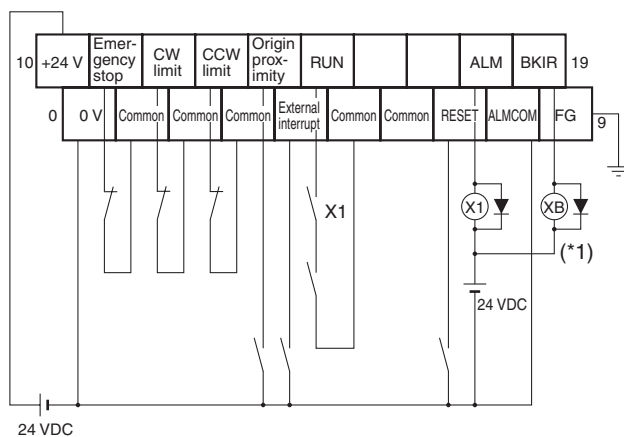 10 +24 V Emer-
gency
stop CW
limit CCW
limit Origin
prox-
imity RUN ALM BKIR 19
0 0 V Common Common Common External
interrupt Common Common RESET ALMCOM FG 9
X1
X1 XB
(*1)
24 VDC
24 VDC